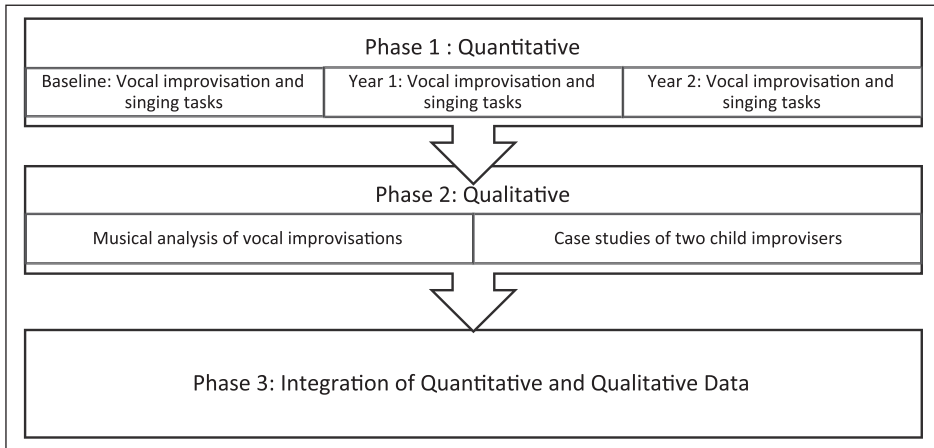 Phase 1 : Quantitative
Baseline: Vocal improvisation and
singing tasks
Year 1: Vocal improvisation and
singing tasks
Year 2: Vocal improvisation and
singing tasks
Phase 2: Qualitative
Musical analysis of vocal improvisations
Case studies of two child improvisers
Phase 3: Integration of Quantitative and Qualitative Data